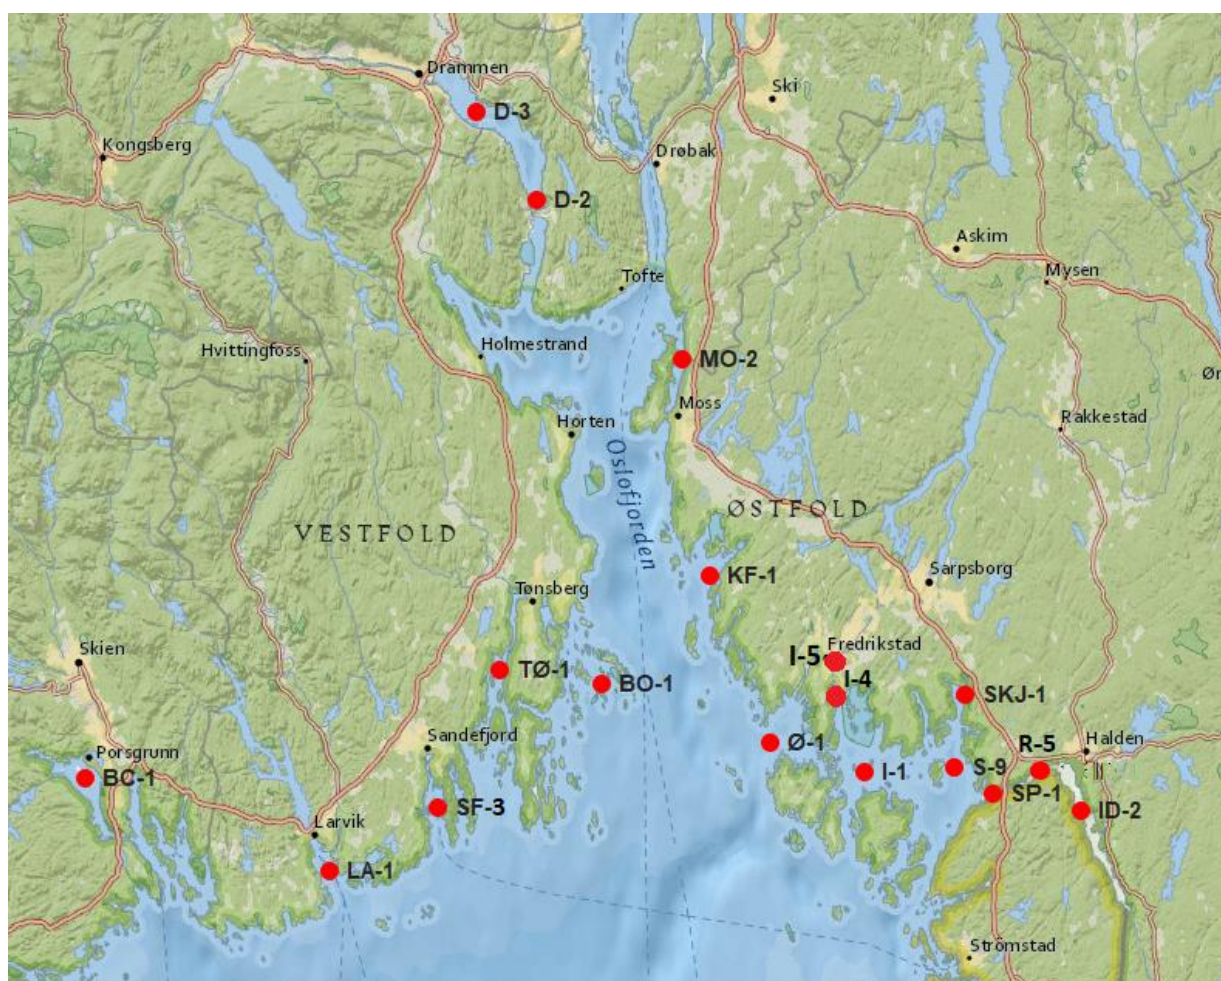 Drammen
Ski
D-3
Kongsberg
Drøbak
D-2
Askim
Mysen
Tofte
Holmestrand
Hvittingfoss
MO-2
Moss
Rakkestad
Horten
Oslofjorden
ØSTFOLD
VESTFOLD
KF-1
Sarpsborg
Tønsberg
Fredrikstad
I-5
Skien
TØ-1
BO-1
I-4
SKJ-1
Sandefjord
Ø-1
R-5
Halden
Porsgrunn
BC-1
I-1
S-9
SP-1
SF-3
ID-2
Larvik
LA-1
Strömstad